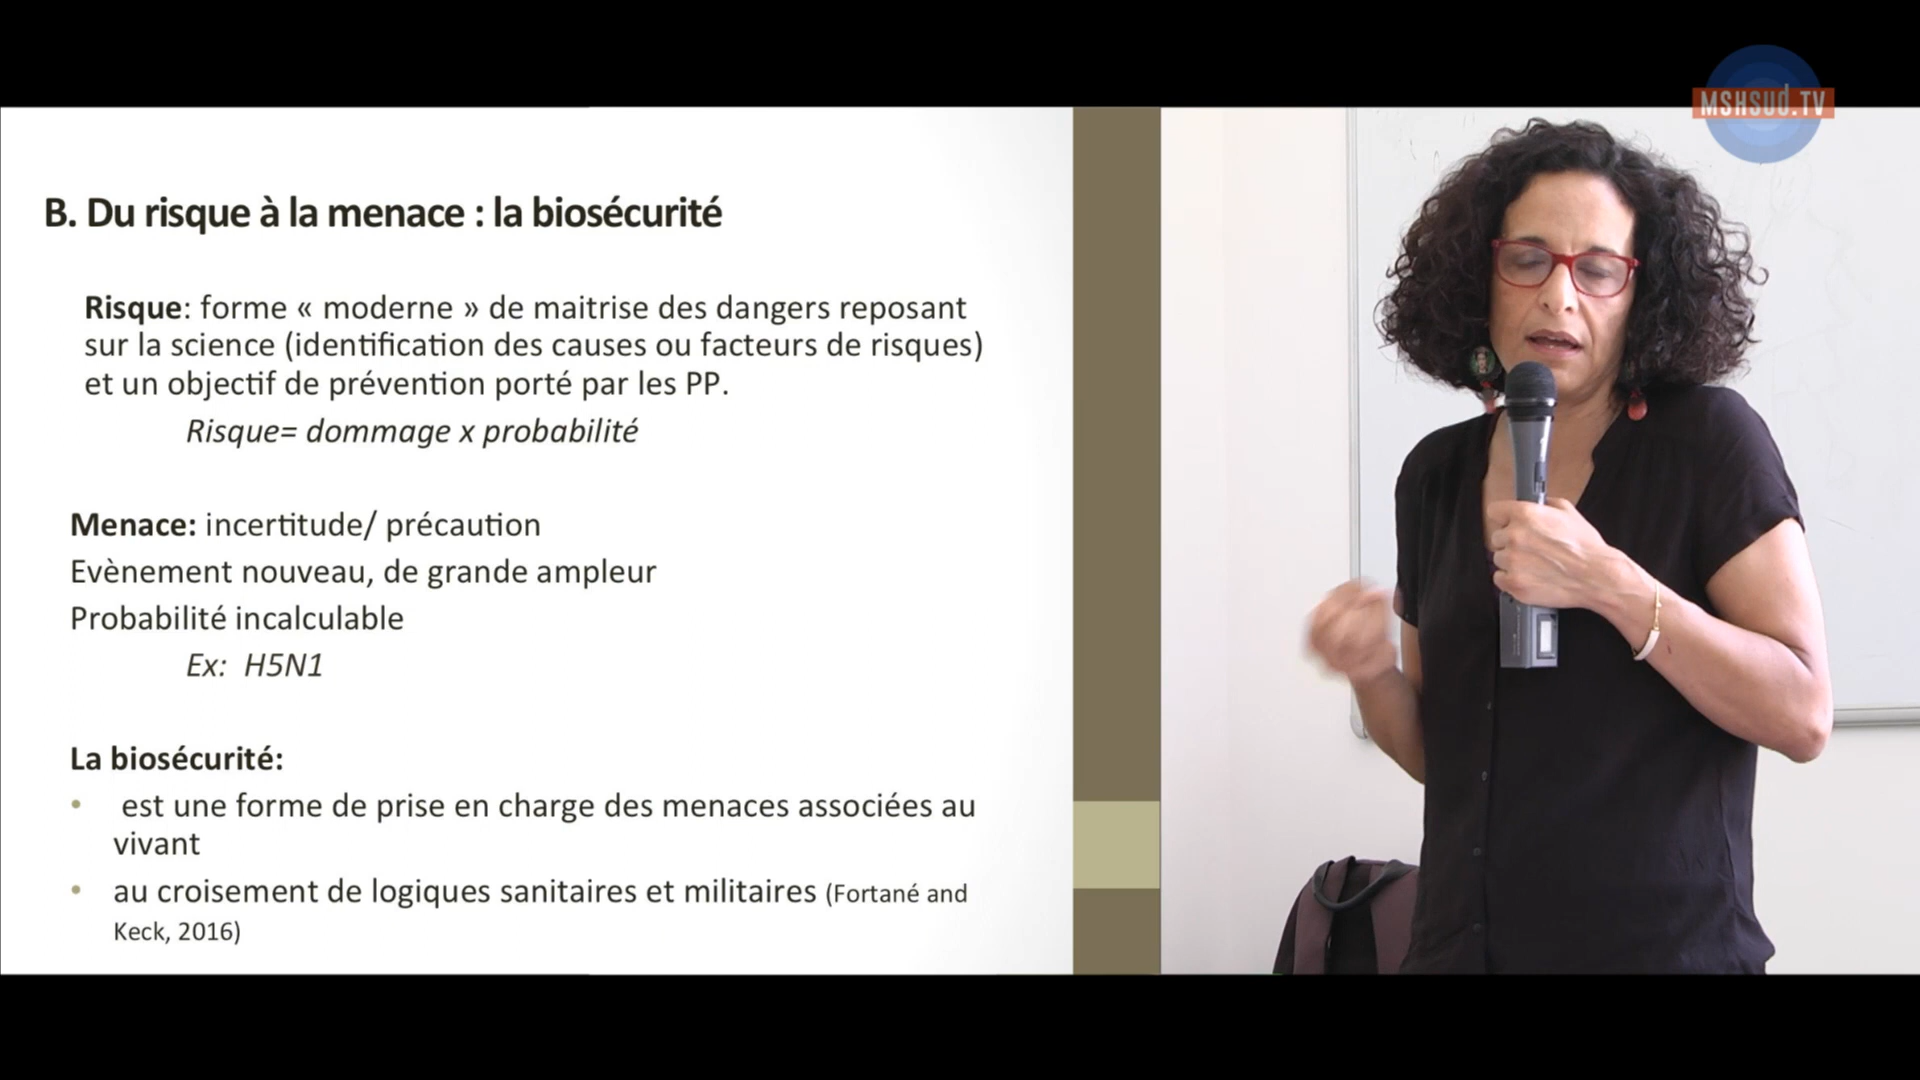 MSHSUD.TV
B. Du risque à la menace : la biosécurité
Risque: forme « moderne » de maitrise des dangers reposant
sur la science (identification des causes ou facteurs de risques)
et un objectif de prévention porté par les PP.
Risque= dommage x probabilité
Menace: incertitude/ précaution
Evènement nouveau, de grande ampleur
Probabilité incalculable
Ex: H5N1
La biosécurité:
• est une forme de prise en charge des menaces associées au
vivant
• au croisement de logiques sanitaires et militaires (Fortané and
Keck, 2016)